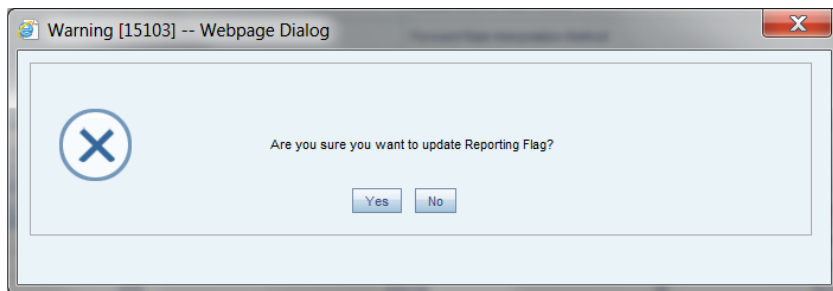 Warning [15103] -- Webpage Dialog
Are you sure you want to update Reporting Flag?
Yes No